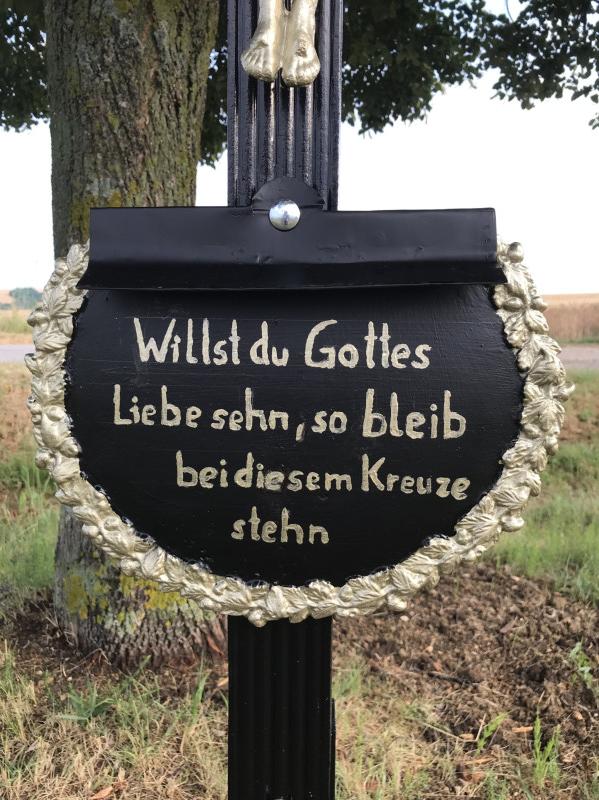 Willst du Gottes
Liebe sehn, so bleib
bei diesem Kreuze
stehn